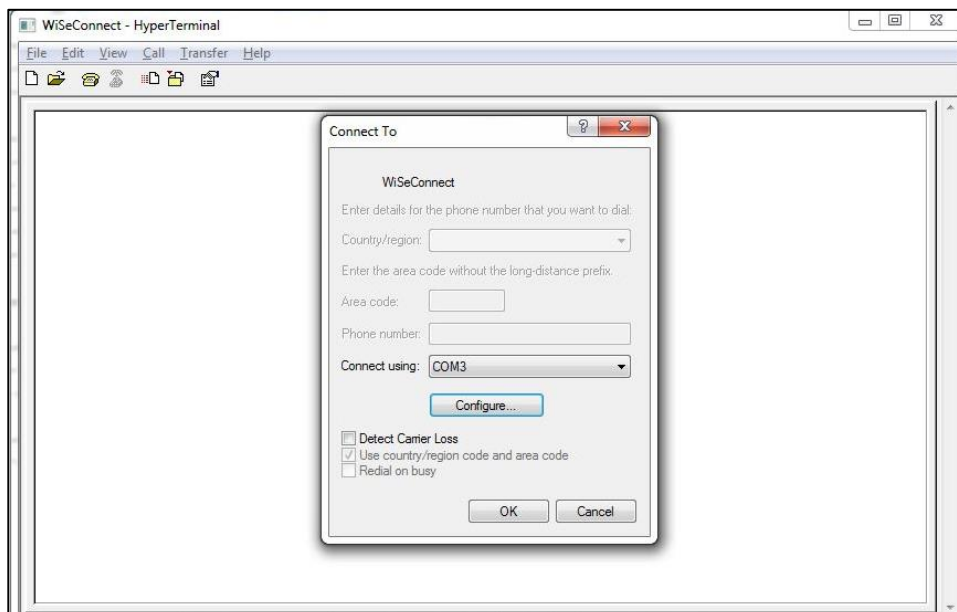 WiSeConnect - HyperTerminal
File Edit View Call Transfer Help
Connect To
WiSeConnect
Enter details for the phone number that you want to dial:
Country/region:
Enter the area code without the long-distance prefix.
Area code:
Phone number:
Connect using: COM3
Configure...
Detect Carrier Loss
Use country/region code and area code
Redial on busy
OK Cancel